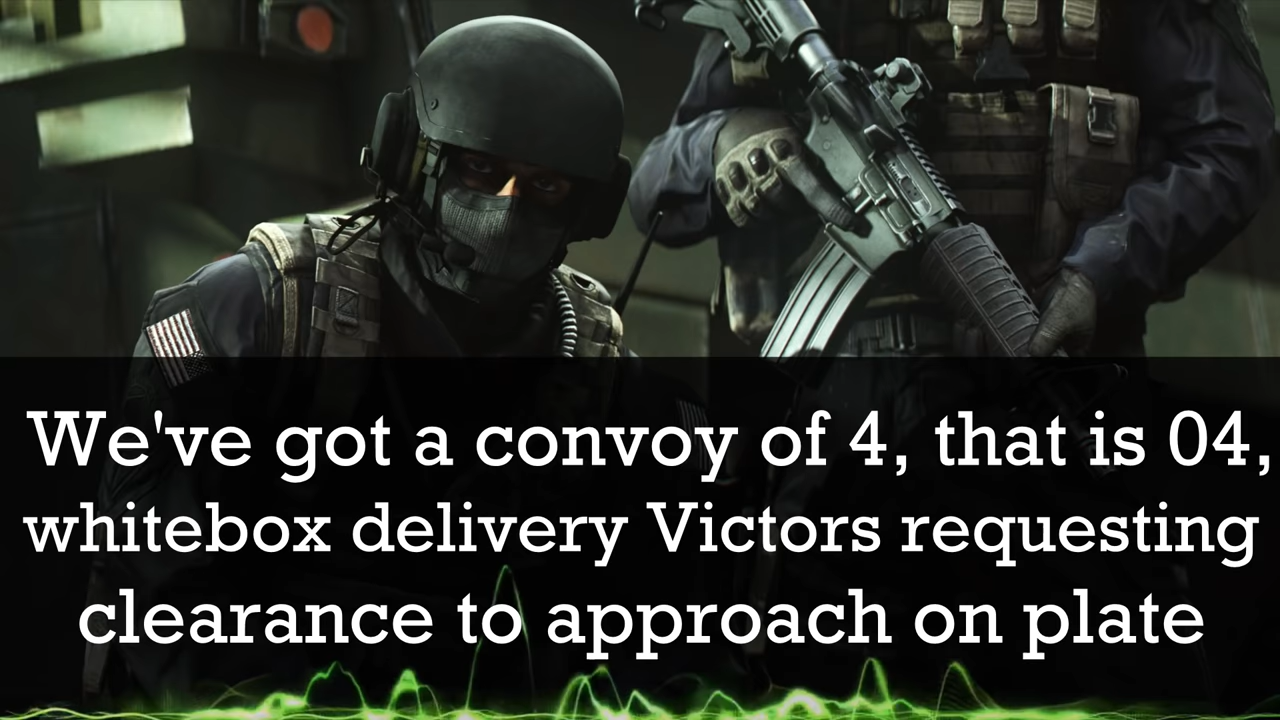 We've got a convoy of 4, that is 04,
whitebox delivery Victors requesting
clearance to approach on plate